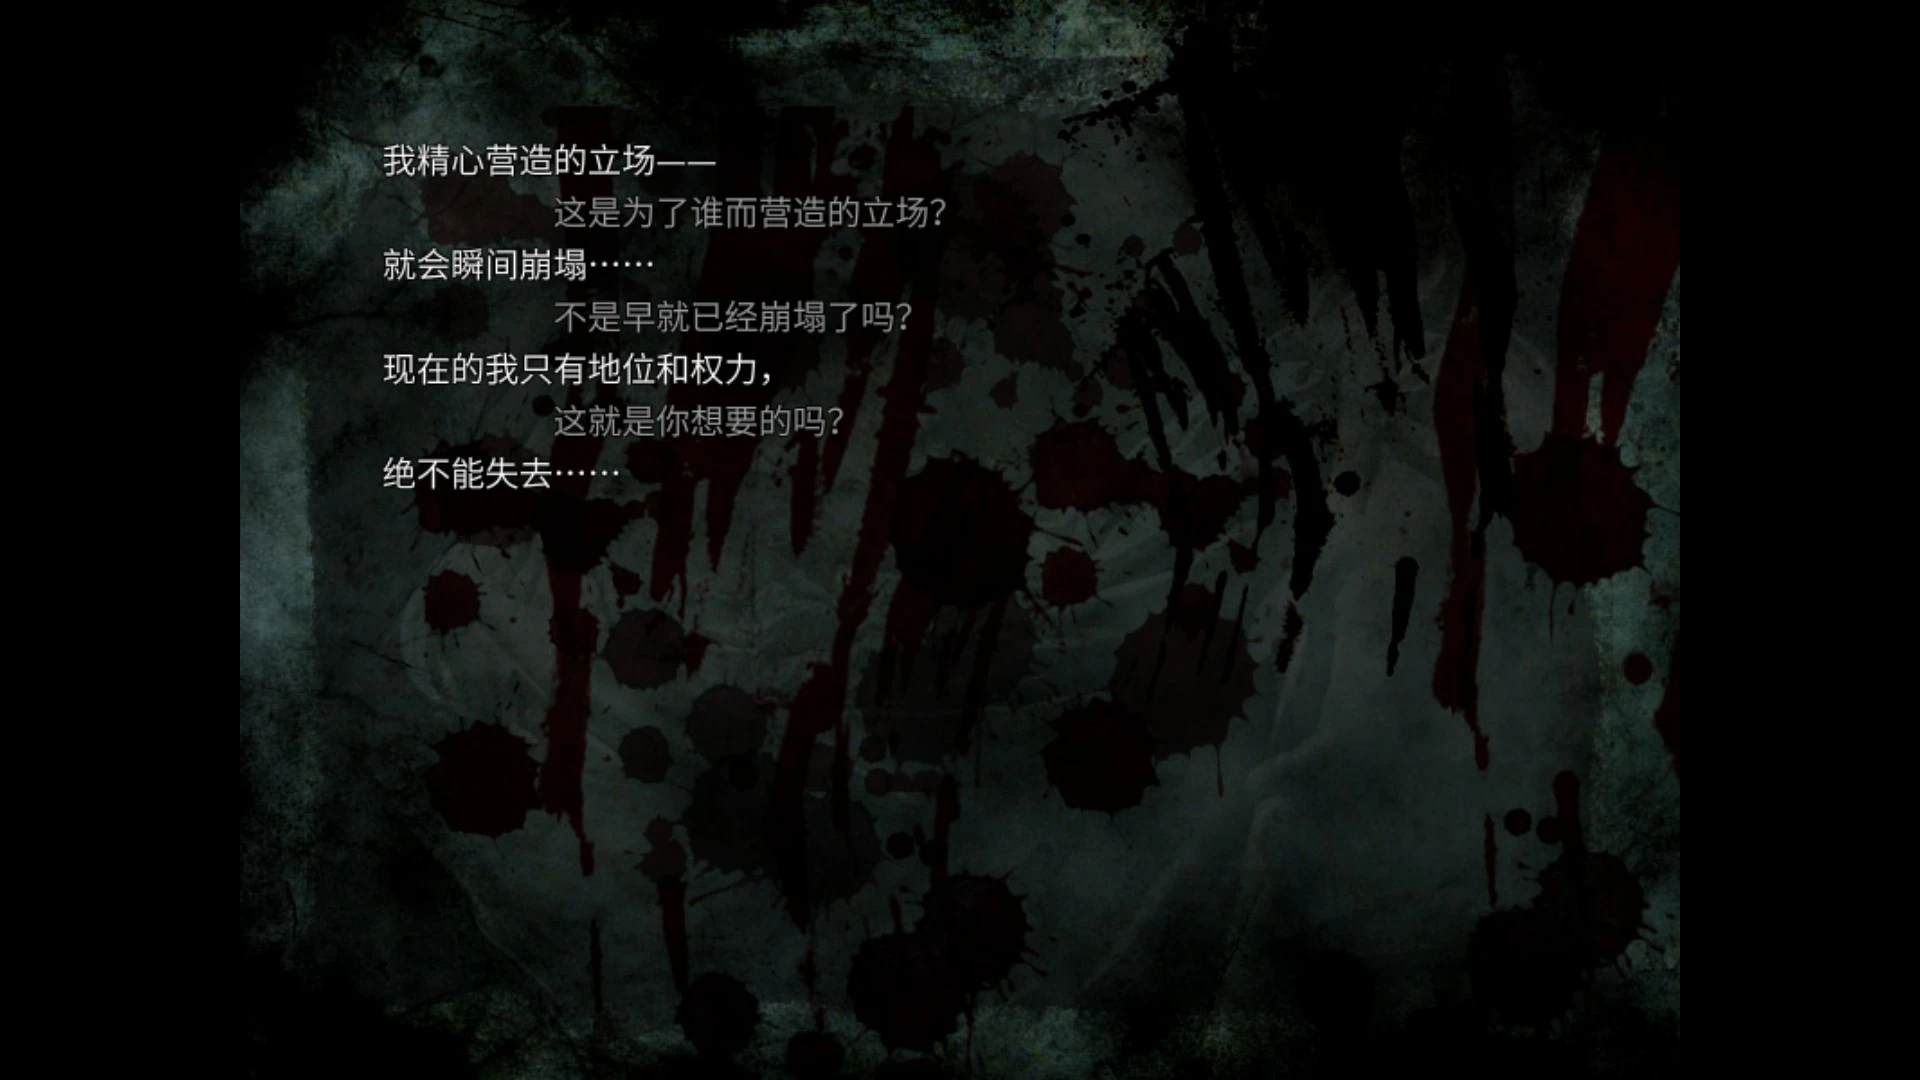 我精心营造的立场——
这是为了谁而营造的立场？
就会瞬间崩塌……
不是早就已经崩塌了吗？
现在的我只有地位和权力，
这就是你想要的吗？
绝不能失去……